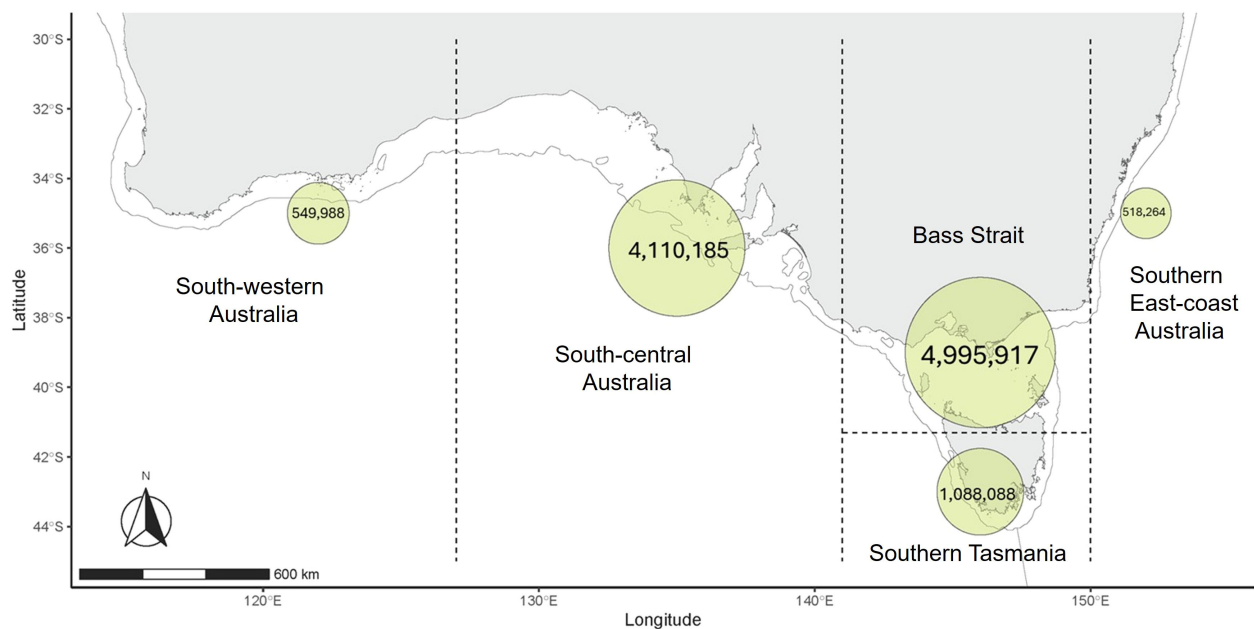 30°S
32°S
34°S
36°S
38°S
40°S
42°S
44°S
Latitude
549,988
South-western
Australia
4,110,185
South-central
Australia
Bass Strait
4,995,917
518,264
Southern
East-coast
Australia
1,088,088
Southern Tasmania
N
600 km
120°E
130°E
140°E
150°E
Longitude